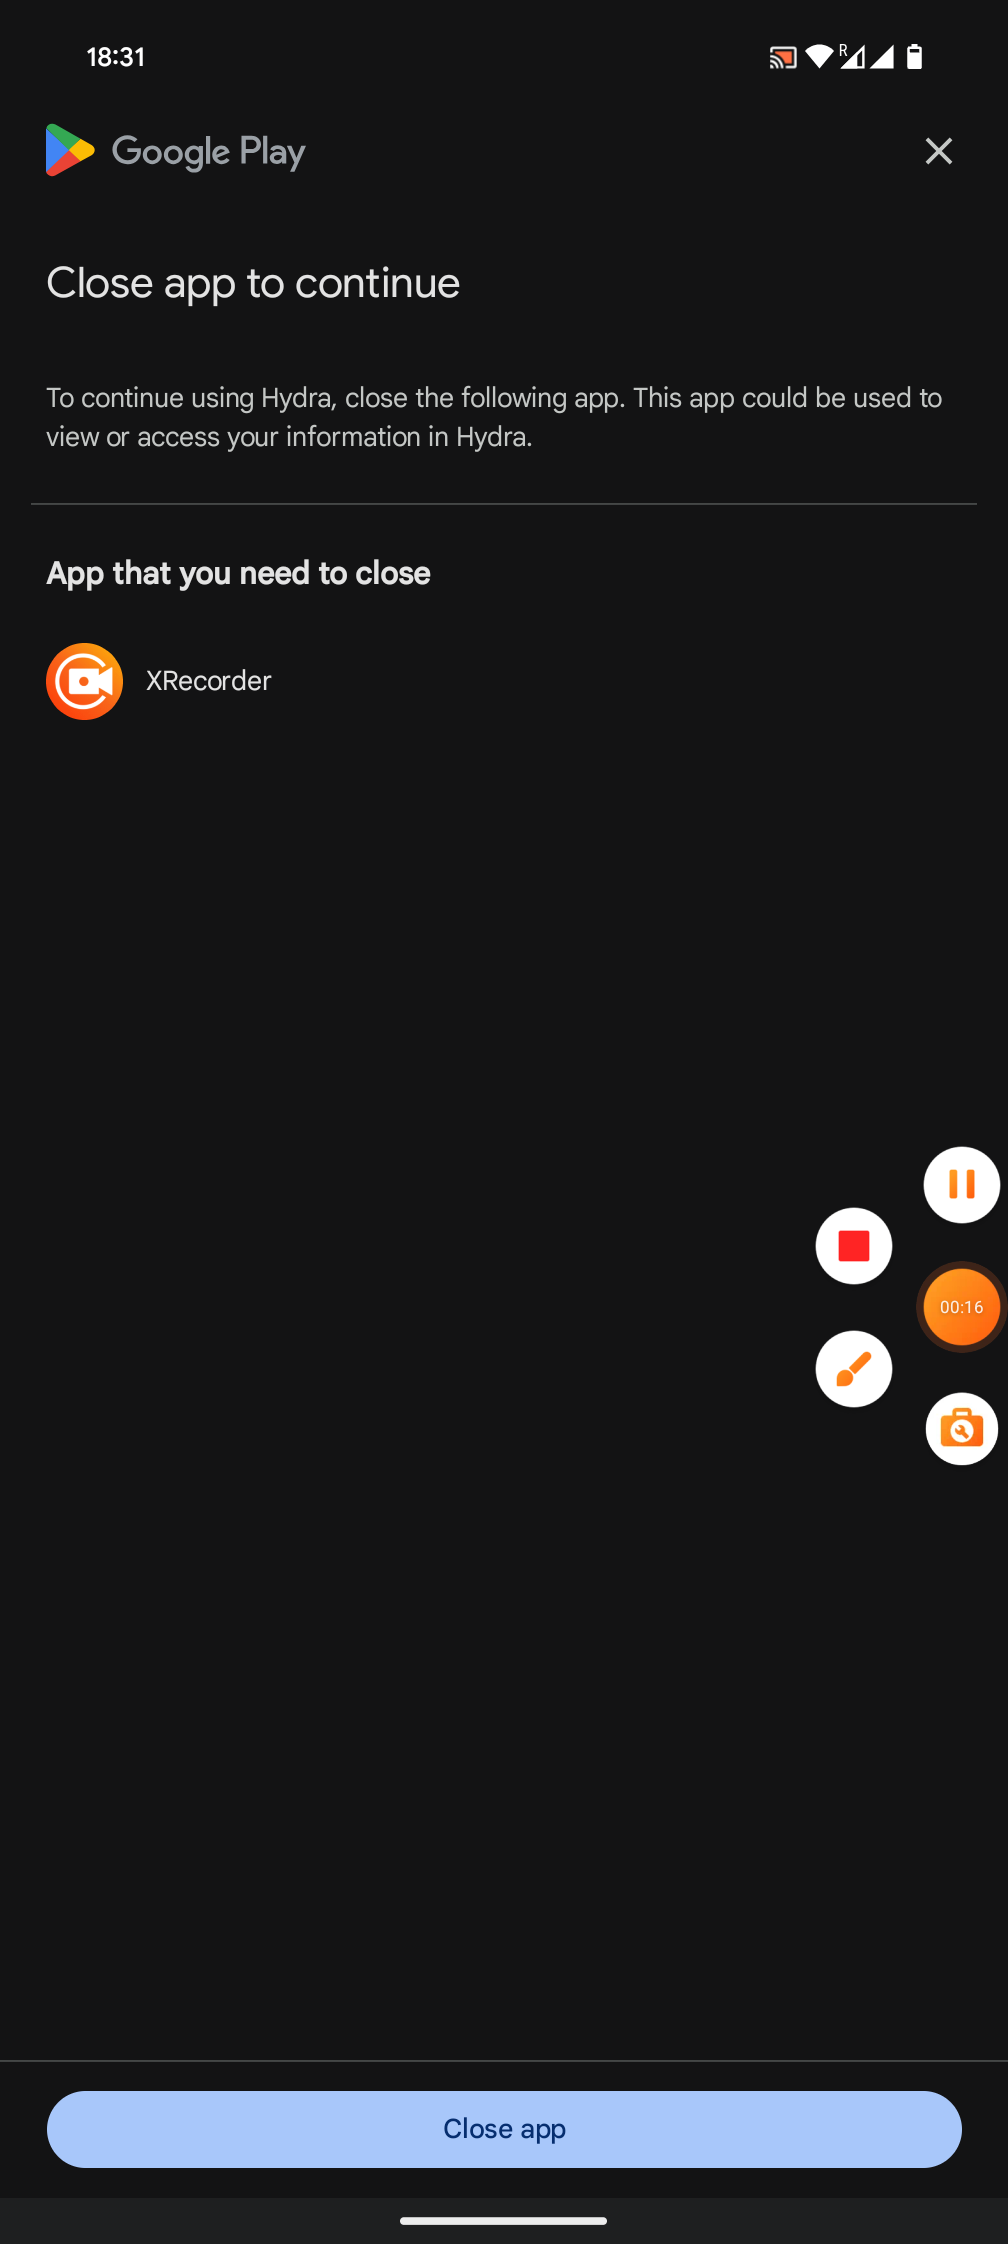 18:31
R
Google Play
Close app to continue
To continue using Hydra, close the following app. This app could be used to
view or access your information in Hydra.
App that you need to close
XRecorder
00:16
Close app